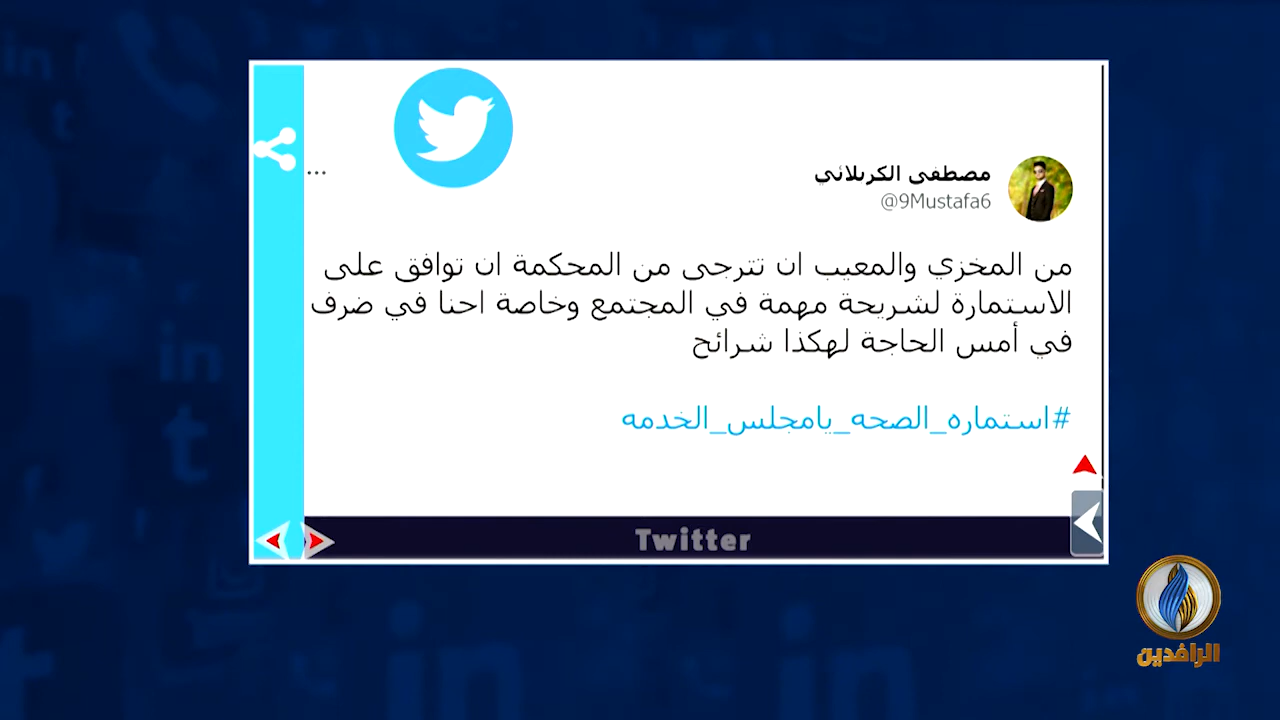 مصطفى الكربلائي
@9Mustafa6
...
من المخزي والمعيب ان تترجى من المحكمة ان توافق على
الاستمارة لشريحة مهمة في المجتمع وخاصة احنا في ضرف
في أمس الحاجة لهكذا شرائح
#استماره_الصحه_يامجلس_الخدمه
Twitter
الرافدين